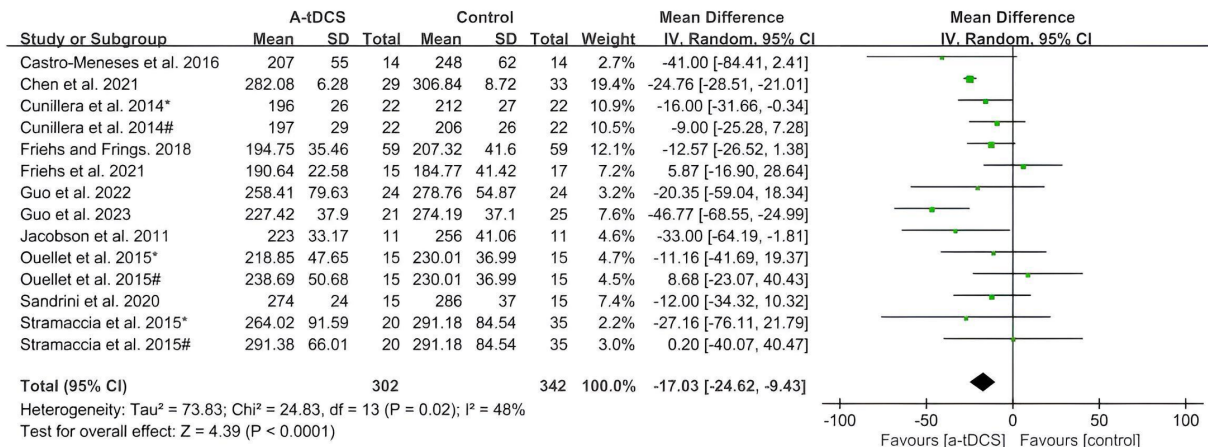 A-tDCS Control Mean Difference Mean Difference
Study or Subgroup Mean SD Total Mean SD Total Weight IV, Random, 95% CI IV, Random, 95% CI
Castro-Meneses et al. 2016 207 55 14 248 62 14 2.7% -41.00 [-84.41, 2.41]
Chen et al. 2021 282.08 6.28 29 306.84 8.72 33 19.4% -24.76 [-28.51, -21.01]
Cunillera et al. 2014* 196 26 22 212 27 22 10.9% -16.00 [-31.66, -0.34]
Cunillera et al. 2014# 197 29 22 206 26 22 10.5% -9.00 [-25.28, 7.28]
Friehs and Frings. 2018 194.75 35.46 59 207.32 41.6 59 12.1% -12.57 [-26.52, 1.38]
Friehs et al. 2021 190.64 22.58 15 184.77 41.42 17 7.2% 5.87 [-16.90, 28.64]
Guo et al. 2022 258.41 79.63 24 278.76 54.87 24 3.2% -20.35 [-59.04, 18.34]
Guo et al. 2023 227.42 37.9 21 274.19 37.1 25 7.6% -46.77 [-68.55, -24.99]
Jacobson et al. 2011 223 33.17 11 256 41.06 11 4.6% -33.00 [-64.19, -1.81]
Ouellet et al. 2015* 218.85 47.65 15 230.01 36.99 15 4.7% -11.16 [-41.69, 19.37]
Ouellet et al. 2015# 238.69 50.68 15 230.01 36.99 15 4.5% 8.68 [-23.07, 40.43]
Sandrini et al. 2020 274 24 15 286 37 15 7.4% -12.00 [-34.32, 10.32]
Stramaccia et al. 2015* 264.02 91.59 20 291.18 84.54 35 2.2% -27.16 [-76.11, 21.79]
Stramaccia et al. 2015# 291.38 66.01 20 291.18 84.54 35 3.0% 0.20 [-40.07, 40.47]
Total (95% CI) 302 342 100.0% -17.03 [-24.62, -9.43]
Heterogeneity: Tau² = 73.83; Chi² = 24.83, df = 13 (P = 0.02); I² = 48%
Test for overall effect: Z = 4.39 (P < 0.0001)
-100 -50 0 50 100
Favours [a-tDCS] Favours [control]